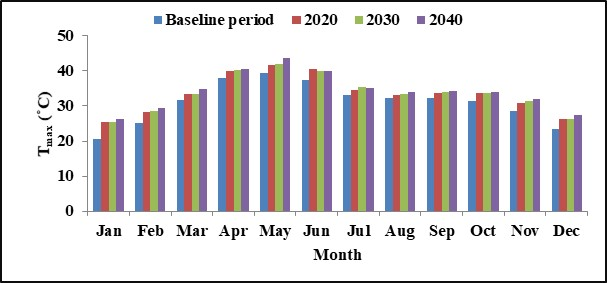 Baseline period 2020 2030 2040
50
40
30
20
10
0
Tmax (˚C)
Jan Feb Mar Apr May Jun Jul Aug Sep Oct Nov Dec
Month